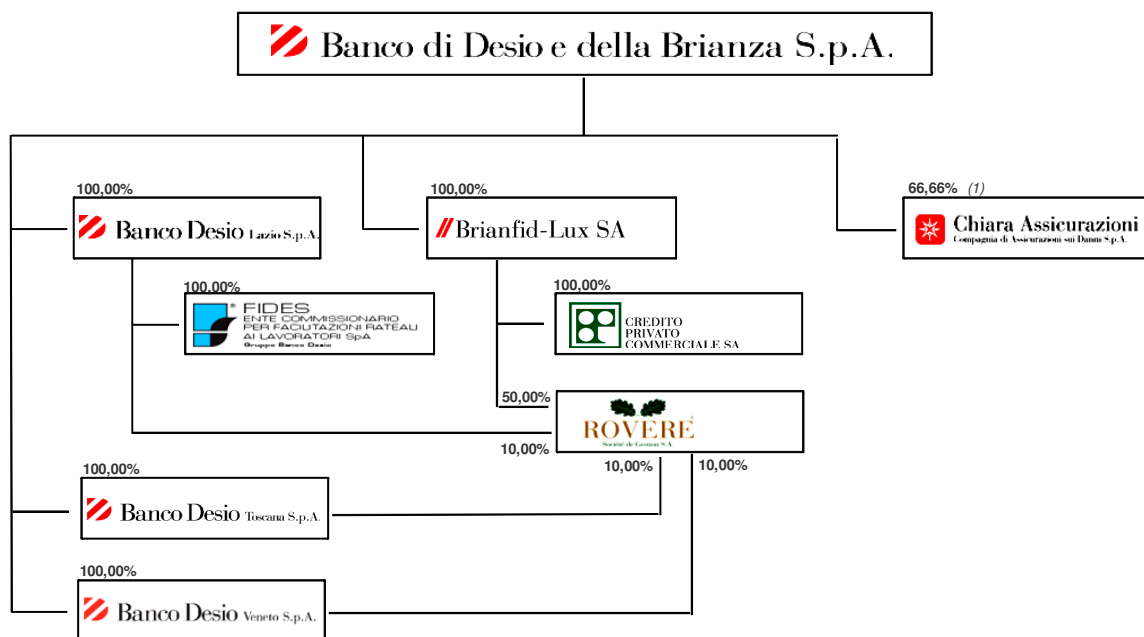 Banco di Desio e della Brianza S.p.A.
100,00%
100,00%
66,66% (1)
Banco Desio Lazio S.p.A.
Brianfid-Lux SA
Chiara Assicurazioni
Compagnia di Assicurazioni sui Danni S.p.A.
100,00%
100,00%
FIDES
ENTE COMMISSIONARIO
PER FACILITAZIONI RATEALI
AI LAVORATORI SpA
Gruppo Banco Desio
CREDITO
PRIVATO
COMMERCIALE SA
50,00%
ROVERE
Société de Gestion S.A.
10,00%
10,00%
10,00%
100,00%
Banco Desio Toscana S.p.A.
100,00%
Banco Desio Veneto S.p.A.